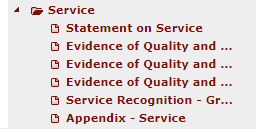 Service
Statement on Service
Evidence of Quality and ...
Evidence of Quality and ...
Evidence of Quality and ...
Service Recognition - Gr...
Appendix - Service